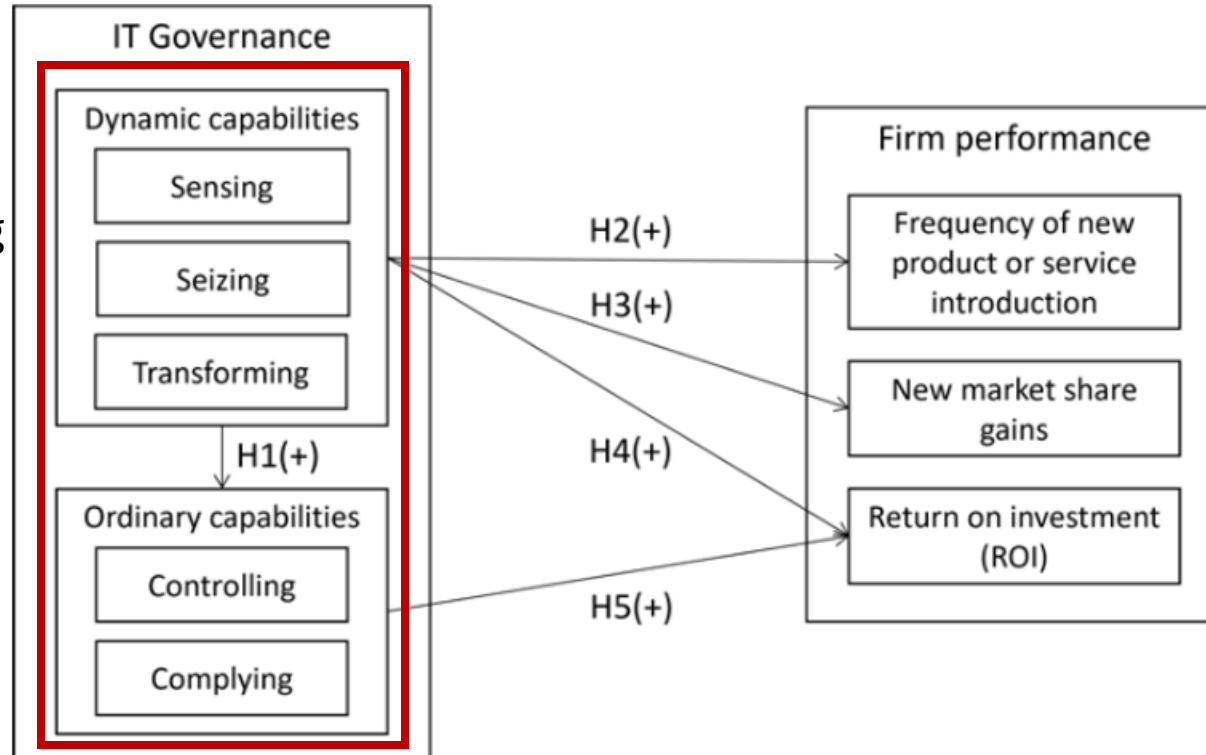 IT Governance
Dynamic capabilities
Sensing
Seizing
Transforming
H1(+)
Ordinary capabilities
Controlling
Complying
H2(+)
H3(+)
H4(+)
H5(+)
Firm performance
Frequency of new
product or service
introduction
New market share
gains
Return on investment
(ROI)